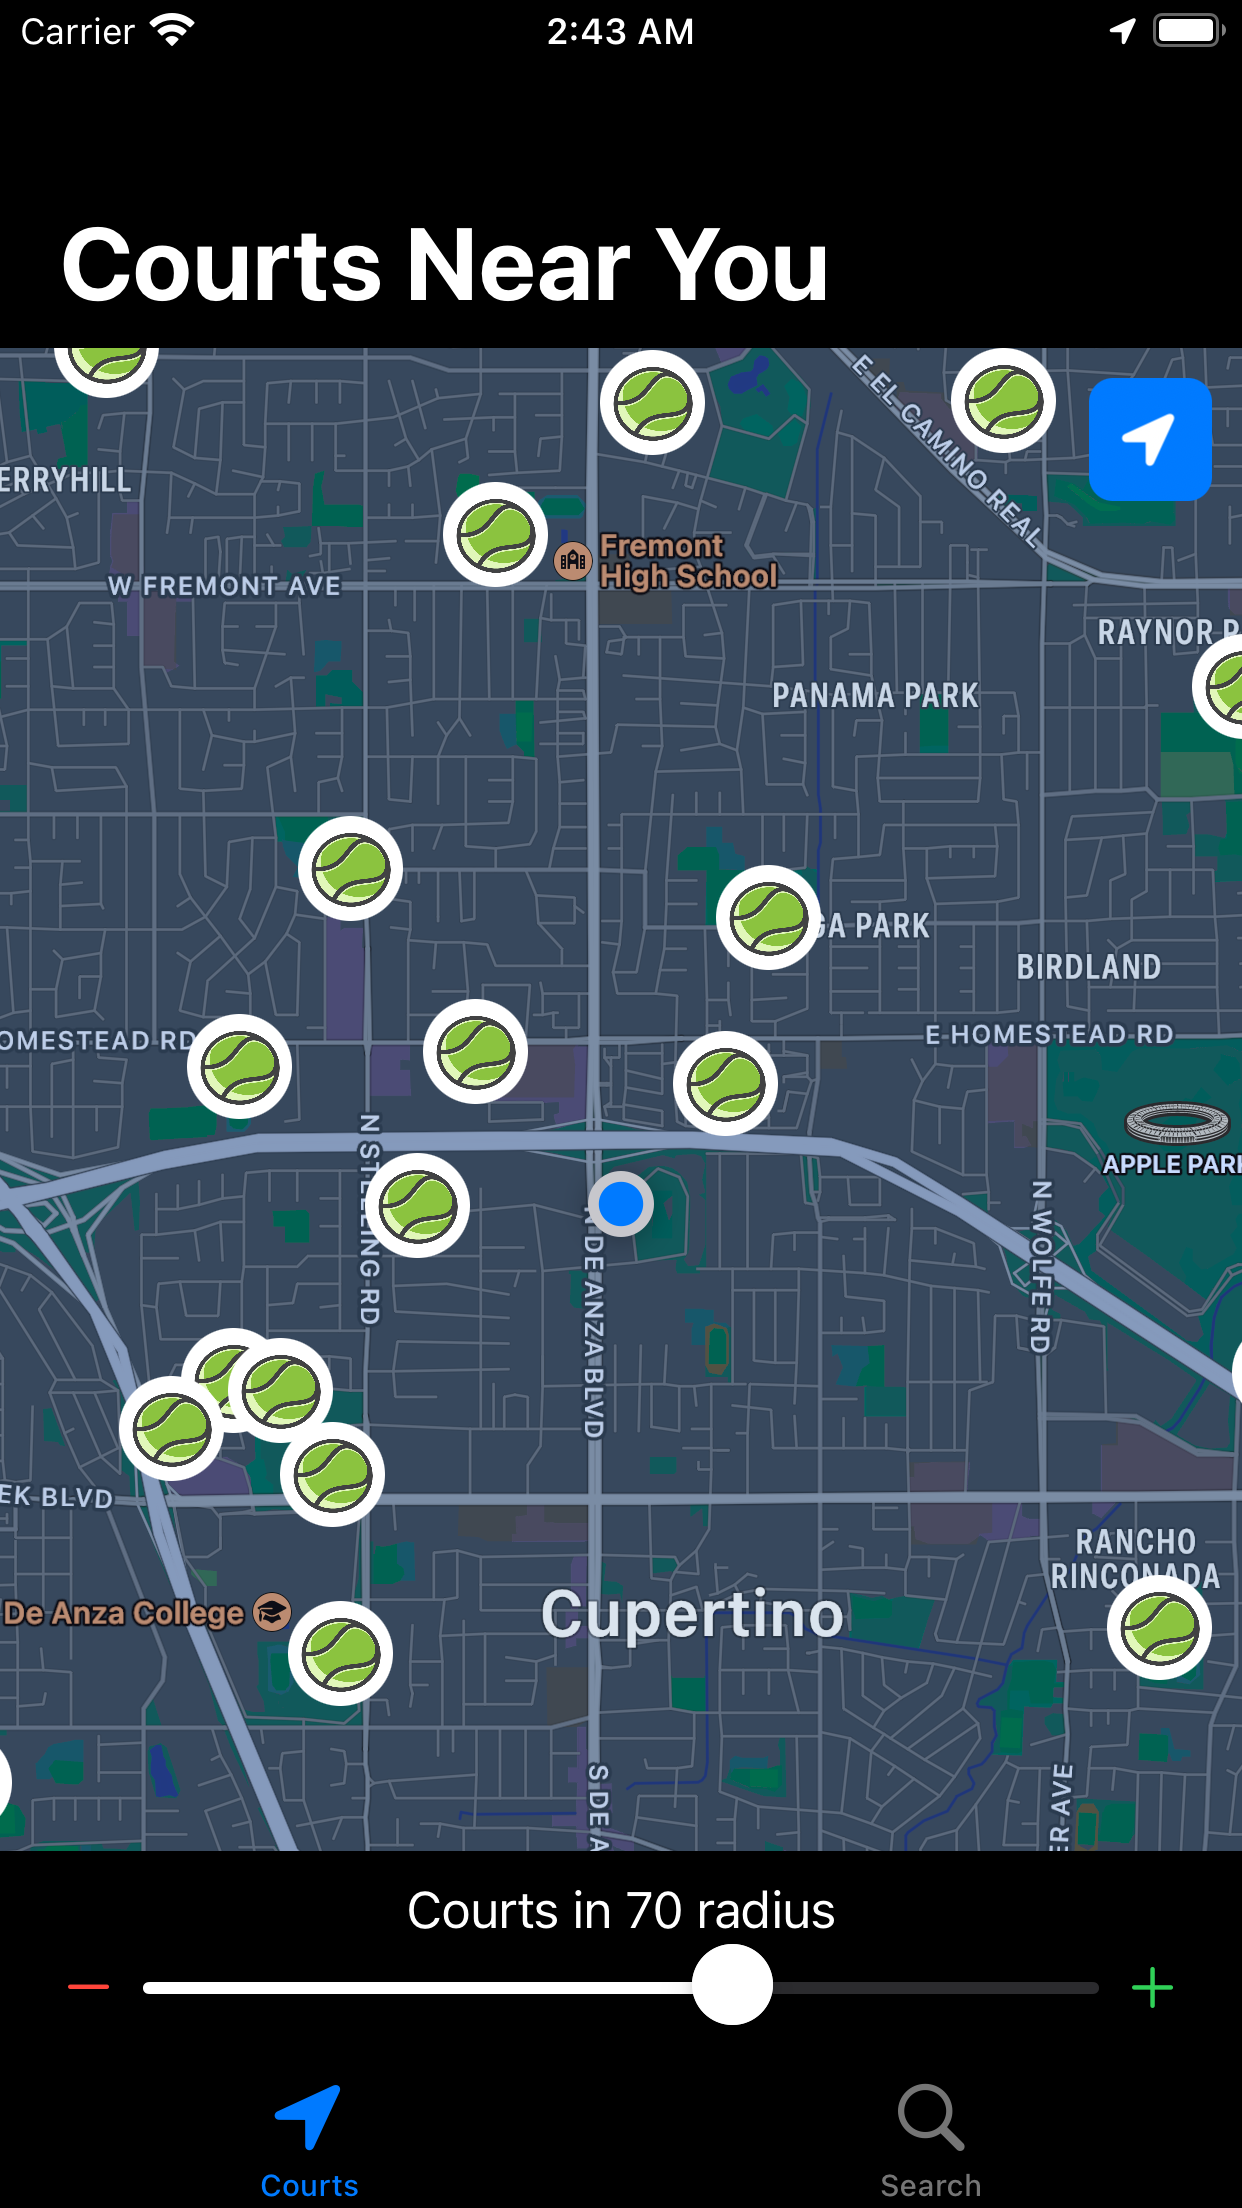 Carrier
2:43 AM
Courts Near You
E EL CAMINO REAL
ERRYHILL
Fremont
High School
W FREMONT AVE
RAYNOR P
PANAMA PARK
GA PARK
BIRDLAND
OMESTEAD RD
E HOMESTEAD RD
APPLE PARK
N STELLING RD
N DE ANZA BLVD
N WOLFE RD
EK BLVD
RANCHO
RINCONADA
De Anza College
Cupertino
S DE A
ER AVE
Courts in 70 radius
Courts
Search